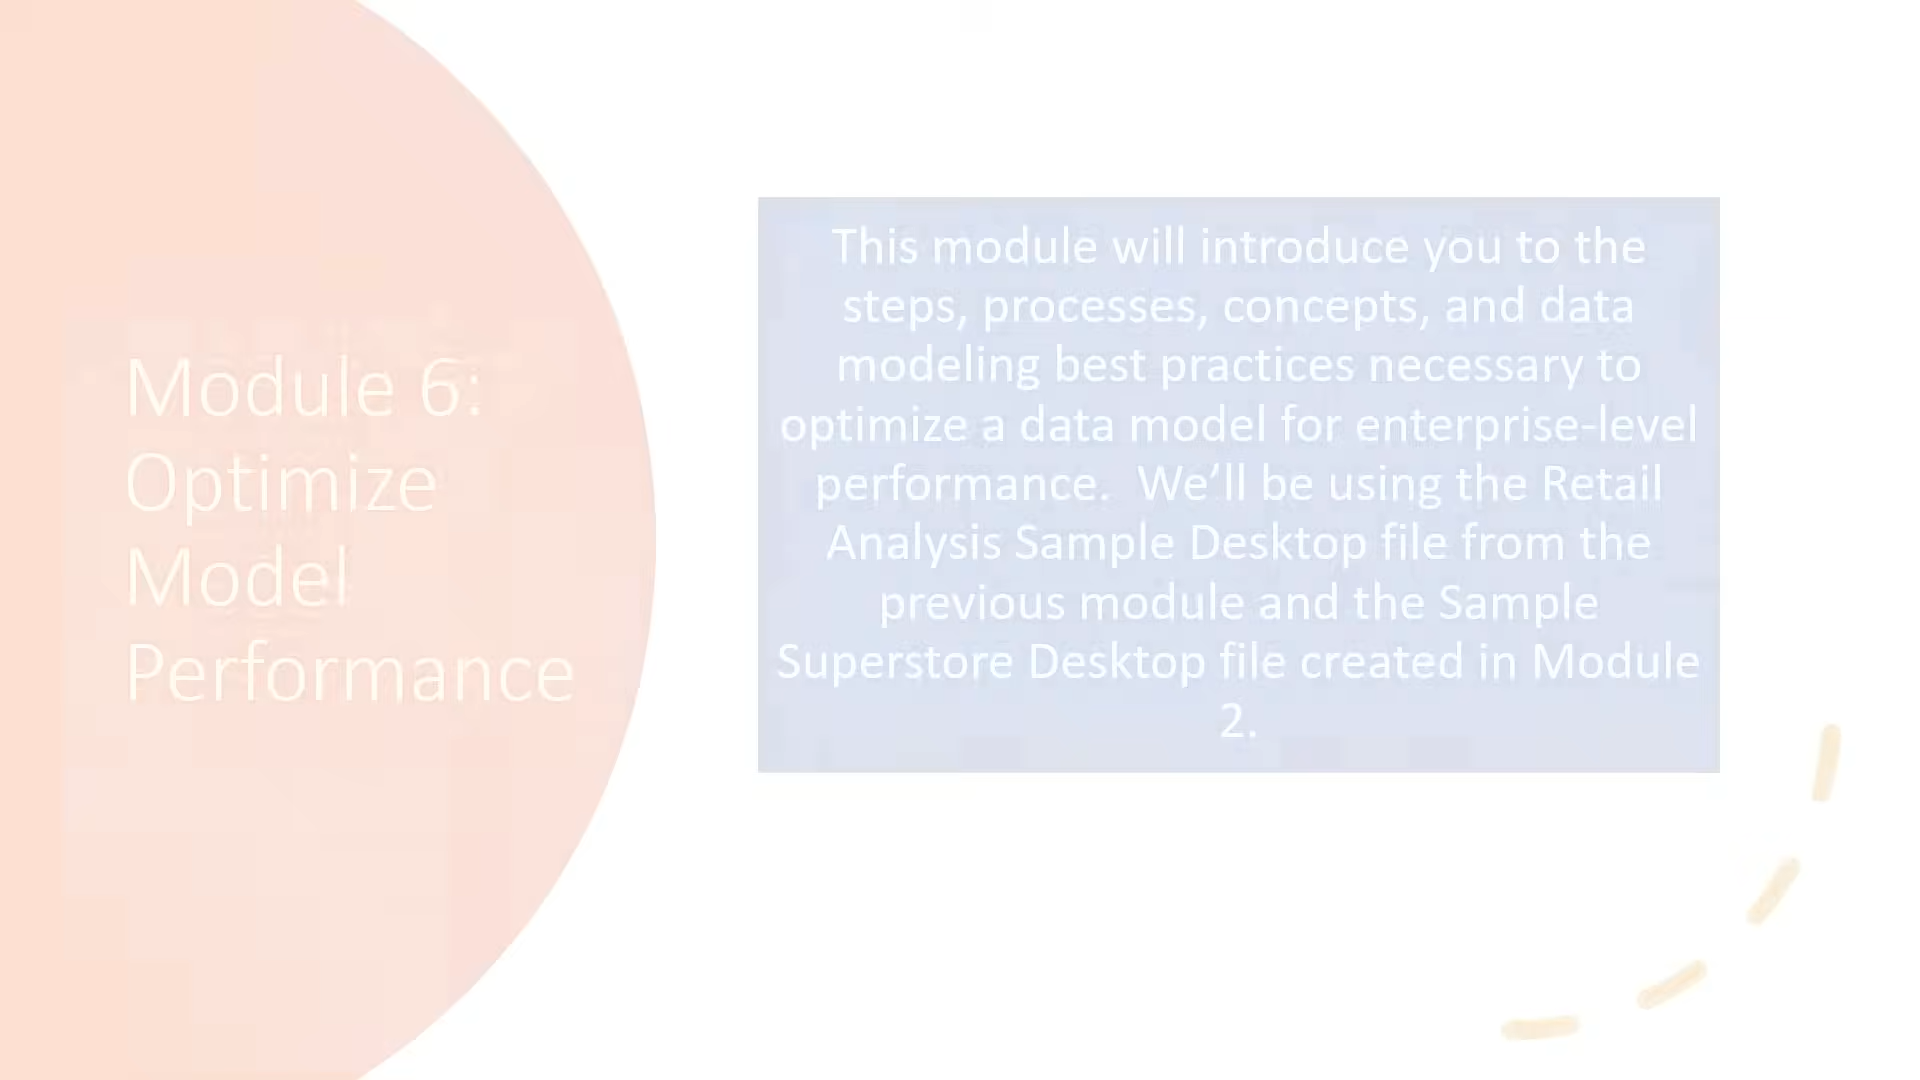 Module 6:
Optimize
Model
Performance
This module will introduce you to the
steps, processes, concepts, and data
modeling best practices necessary to
optimize a data model for enterprise-level
performance.  We’ll be using the Retail
Analysis Sample Desktop file from the
previous module and the Sample
Superstore Desktop file created in Module
2.